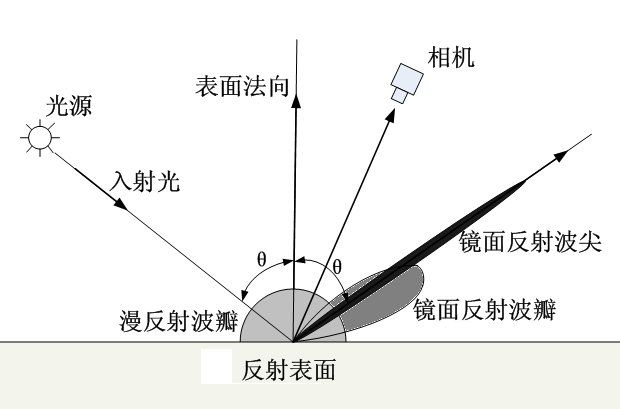 相机
表面法向
光源
入射光
镜面反射波尖
θ
θ
镜面反射波瓣
漫反射波瓣
反射表面